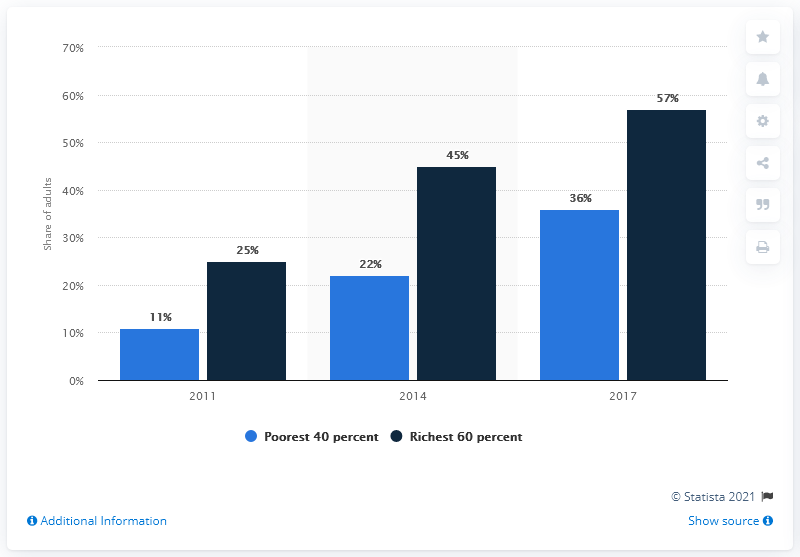 70%
60%
50%
40%
30%
20%
10%
0%
Share of adults
11%
25%
22%
45%
36%
57%
2011
2014
2017
Poorest 40 percent
Richest 60 percent
© Statista 2021
Additional Information
Show source